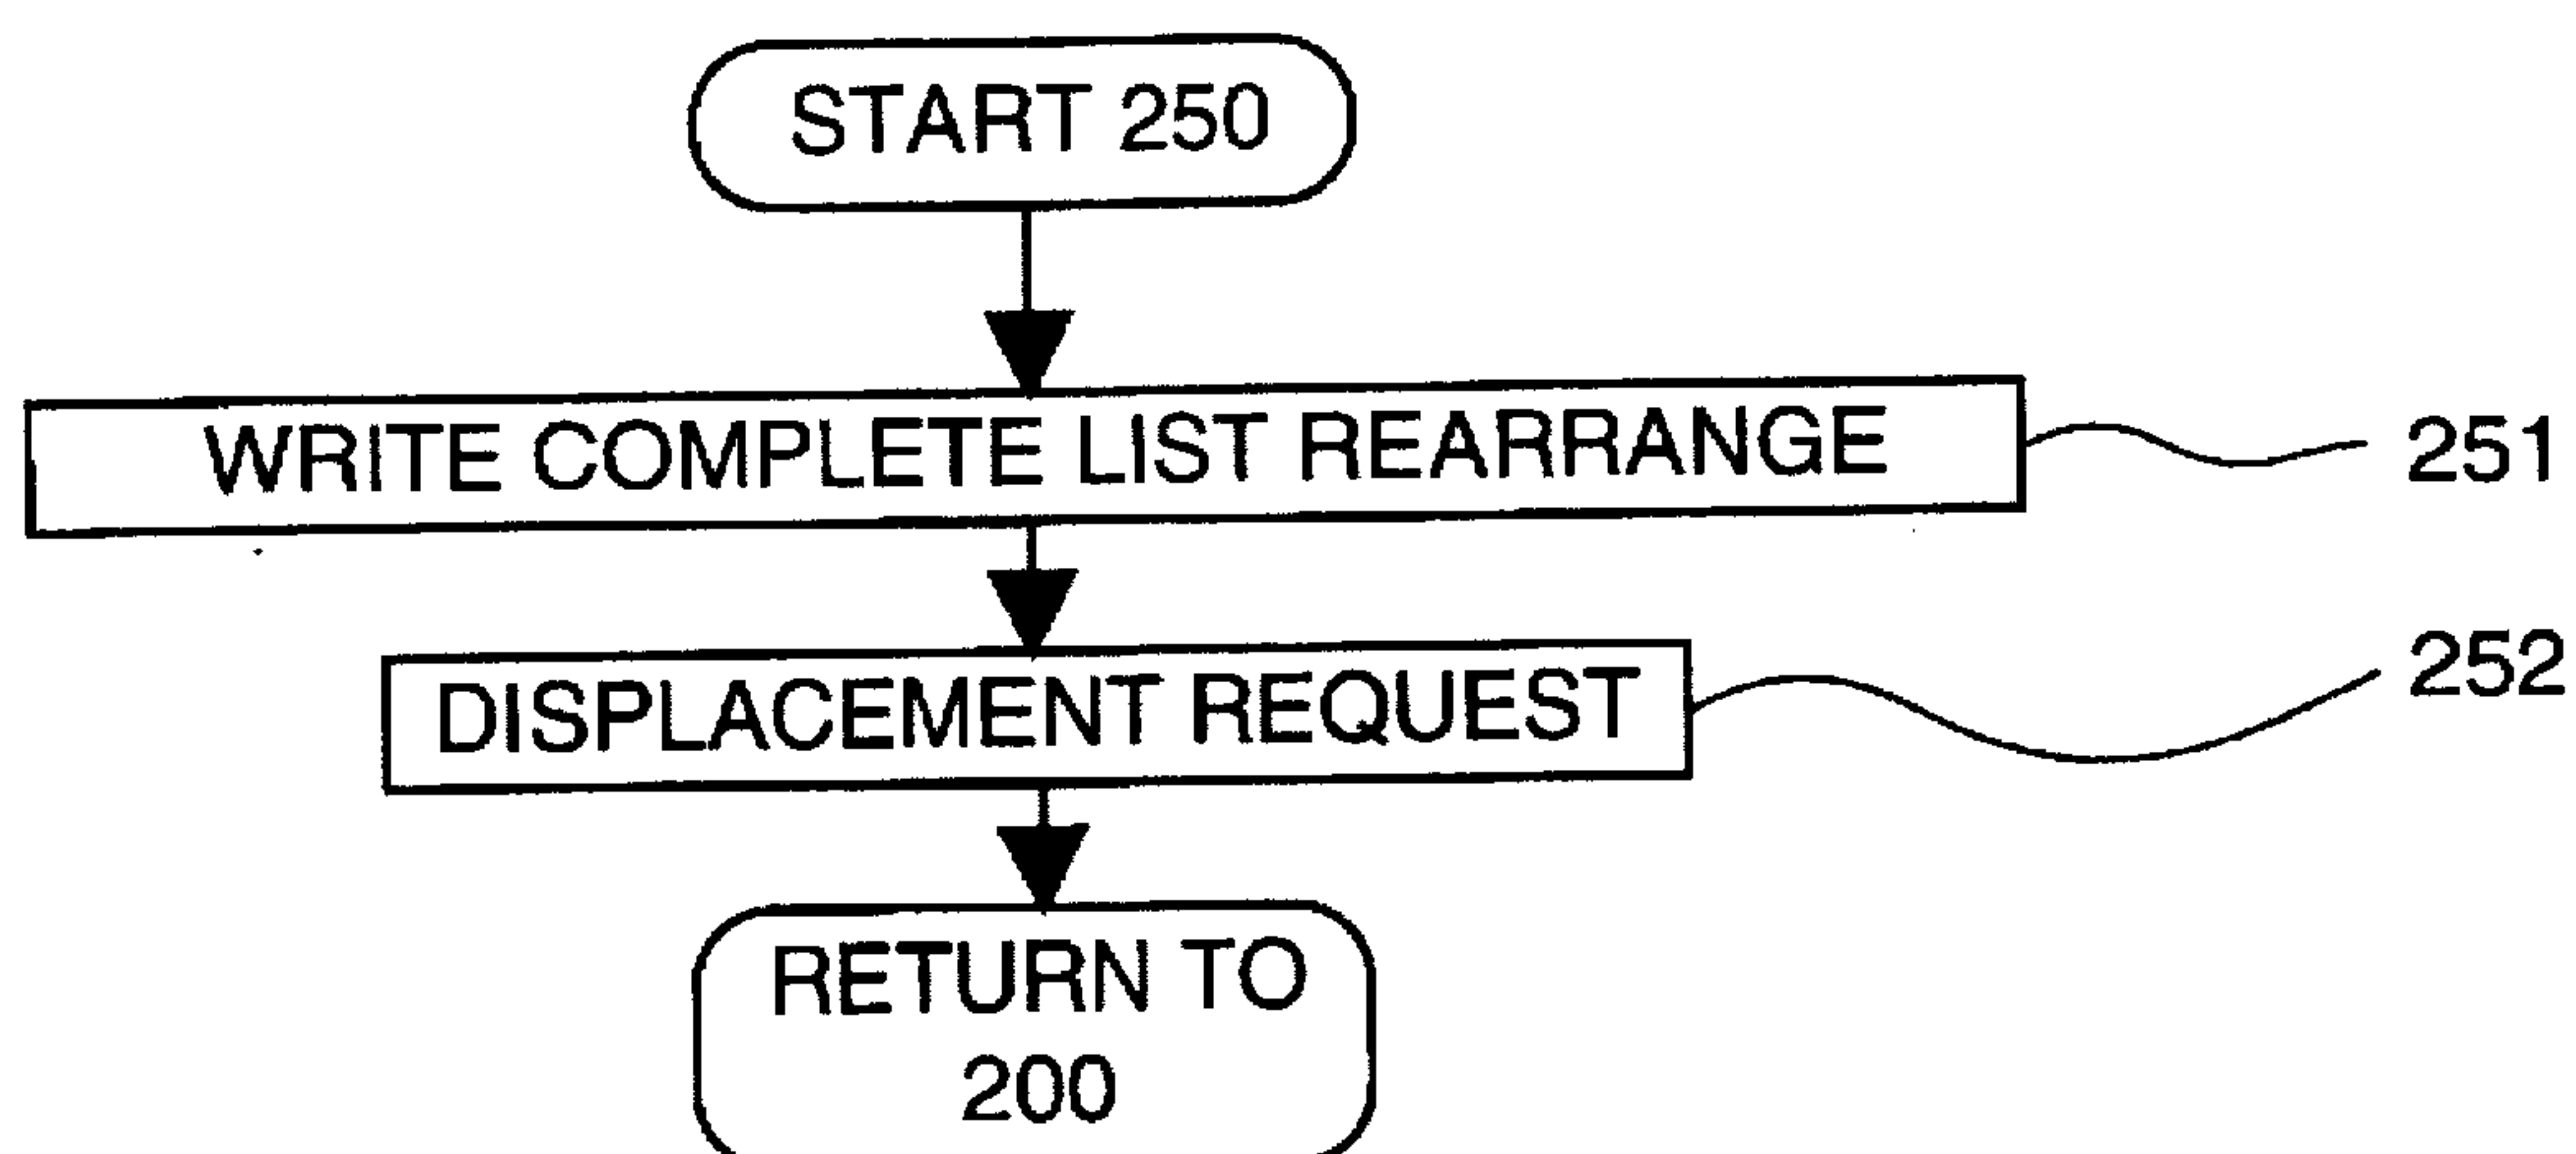 START 250
WRITE COMPLETE LIST REARRANGE
251
DISPLACEMENT REQUEST
252
RETURN TO
200